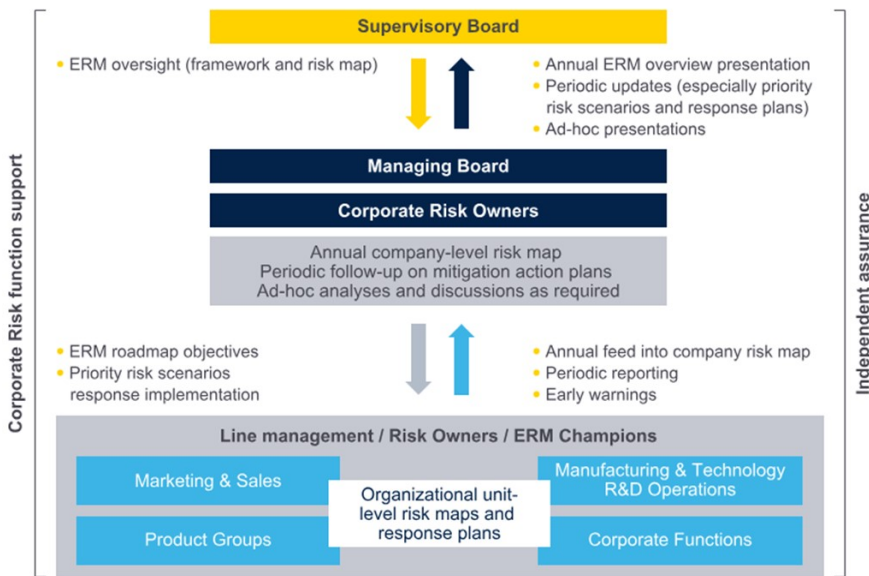 Supervisory Board
• ERM oversight (framework and risk map)
• Annual ERM overview presentation
• Periodic updates (especially priority
risk scenarios and response plans)
• Ad-hoc presentations
Managing Board
Corporate Risk Owners
Annual company-level risk map
Periodic follow-up on mitigation action plans
Ad-hoc analyses and discussions as required
• ERM roadmap objectives
• Priority risk scenarios
response implementation
• Annual feed into company risk map
• Periodic reporting
• Early warnings
Line management / Risk Owners / ERM Champions
Marketing & Sales
Product Groups
Organizational unit-
level risk maps and
response plans
Manufacturing & Technology
R&D Operations
Corporate Functions
Corporate Risk function support
Independent assurance